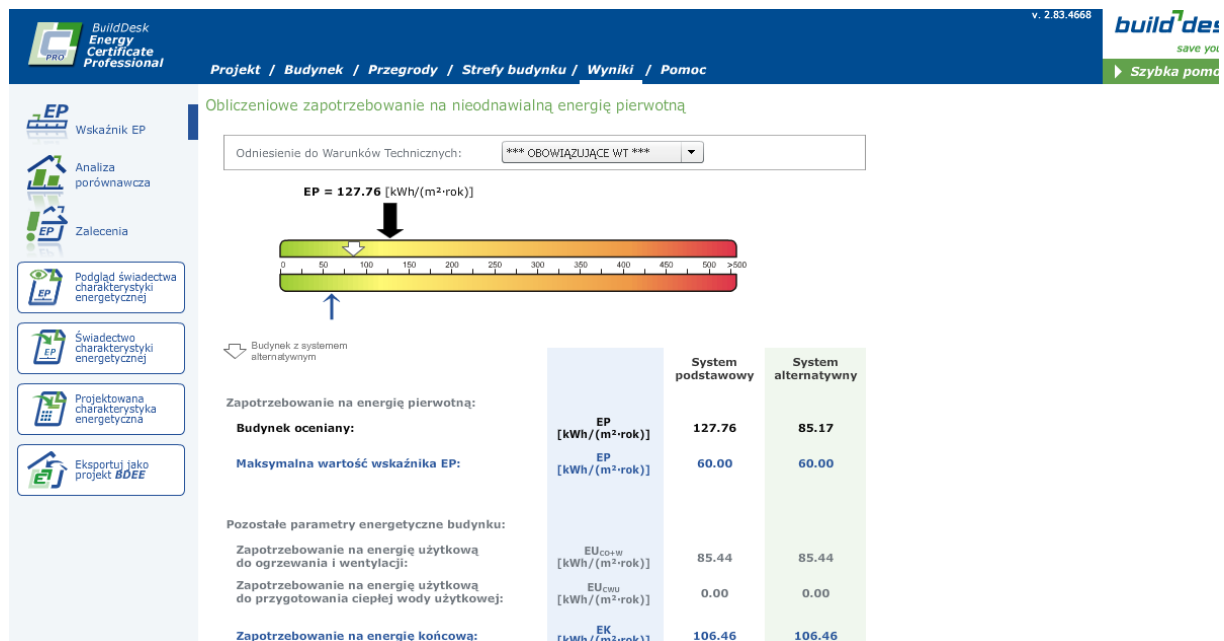 v. 2.83.4668
BuildDesk
Energy
Certificate
Professional
PRO
Projekt / Budynek / Przegrody / Strefy budynku / Wyniki / Pomoc
build desk
save you
Szybka pomo
EP
Wskaźnik EP
Analiza
porównawcza
EP
Zalecenia
EP
Podgląd świadectwa
charakterystyki
energetycznej
EP
Świadectwo
charakterystyki
energetycznej
Projektowana
charakterystyka
energetyczna
Eksportuj jako
projekt BDEE
Obliczeniowe zapotrzebowanie na nieodnawialną energię pierwotną
Odniesienie do Warunków Technicznych: *** OBOWIĄZUJĄCE WT ***
EP = 127.76 [kWh/(m²·rok)]
0 50 100 150 200 250 300 350 400 450 500 >500
Budynek z systemem
alternatywnym
System
podstawowy
System
alternatywny
Zapotrzebowanie na energię pierwotną:
Budynek oceniany: EP [kWh/(m²·rok)] 127.76 85.17
Maksymalna wartość wskaźnika EP: EP [kWh/(m²·rok)] 60.00 60.00
Pozostałe parametry energetyczne budynku:
Zapotrzebowanie na energię użytkową
do ogrzewania i wentylacji: EUco+w [kWh/(m²·rok)] 85.44 85.44
Zapotrzebowanie na energię użytkową
do przygotowania ciepłej wody użytkowej: EUcwu [kWh/(m²·rok)] 0.00 0.00
Zapotrzebowanie na energię końcową: EK [kWh/(m²·rok)] 106.46 106.46